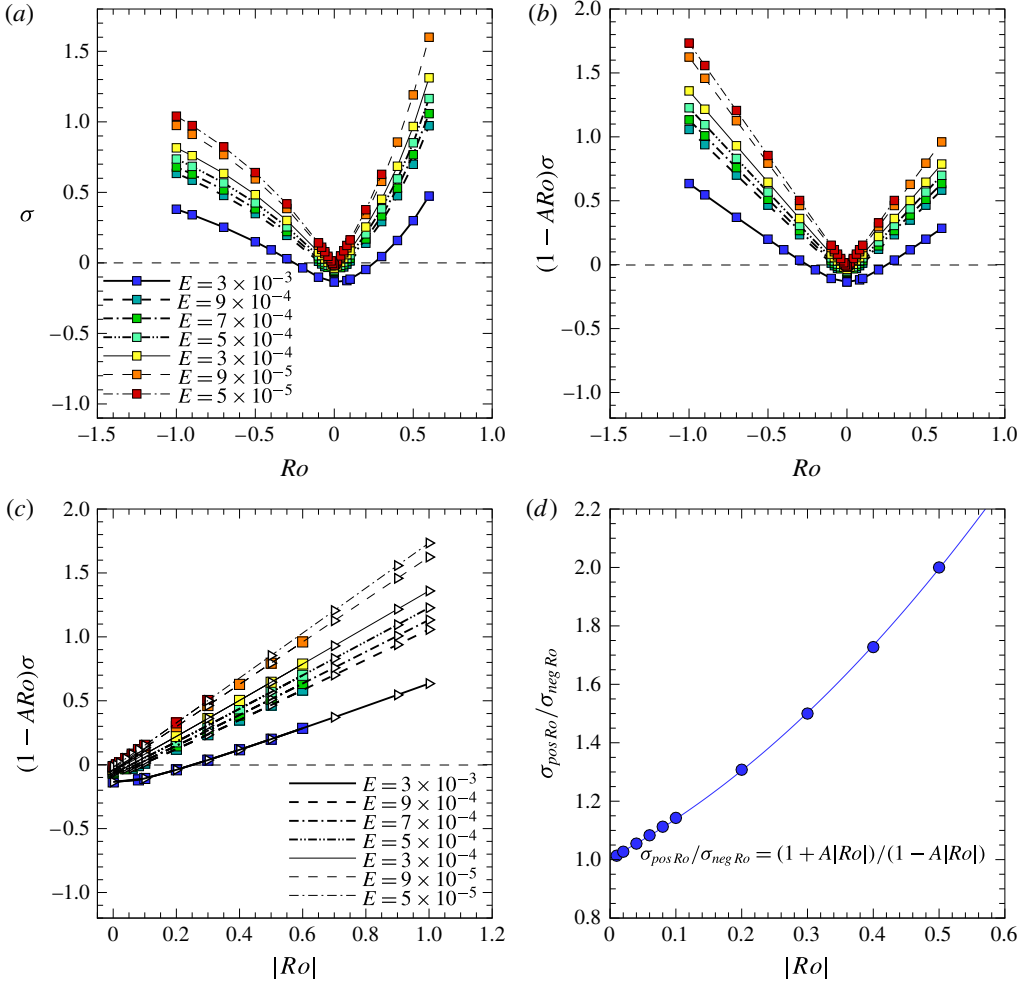 (a)
1.5
1.0
0.5
0
−0.5
−1.0
σ
−1.5 −1.0 −0.5 0 0.5 1.0
Ro
E = 3 × 10⁻³
E = 9 × 10⁻⁴
E = 7 × 10⁻⁴
E = 5 × 10⁻⁴
E = 3 × 10⁻⁴
E = 9 × 10⁻⁵
E = 5 × 10⁻⁵
(b)
2.0
1.5
1.0
0.5
0
−0.5
−1.0
(1 − ARo)σ
−1.5 −1.0 −0.5 0 0.5 1.0
Ro
(c)
2.0
1.5
1.0
0.5
0
−0.5
−1.0
(1 − ARo)σ
E = 3 × 10⁻³
E = 9 × 10⁻⁴
E = 7 × 10⁻⁴
E = 5 × 10⁻⁴
E = 3 × 10⁻⁴
E = 9 × 10⁻⁵
E = 5 × 10⁻⁵
0 0.2 0.4 0.6 0.8 1.0 1.2
|Ro|
(d)
2.2
2.0
1.8
1.6
1.4
1.2
1.0
0.8
σposRo/σnegRo
σposRo/σnegRo = (1 + A|Ro|)/(1 − A|Ro|)
0 0.1 0.2 0.3 0.4 0.5 0.6
|Ro|